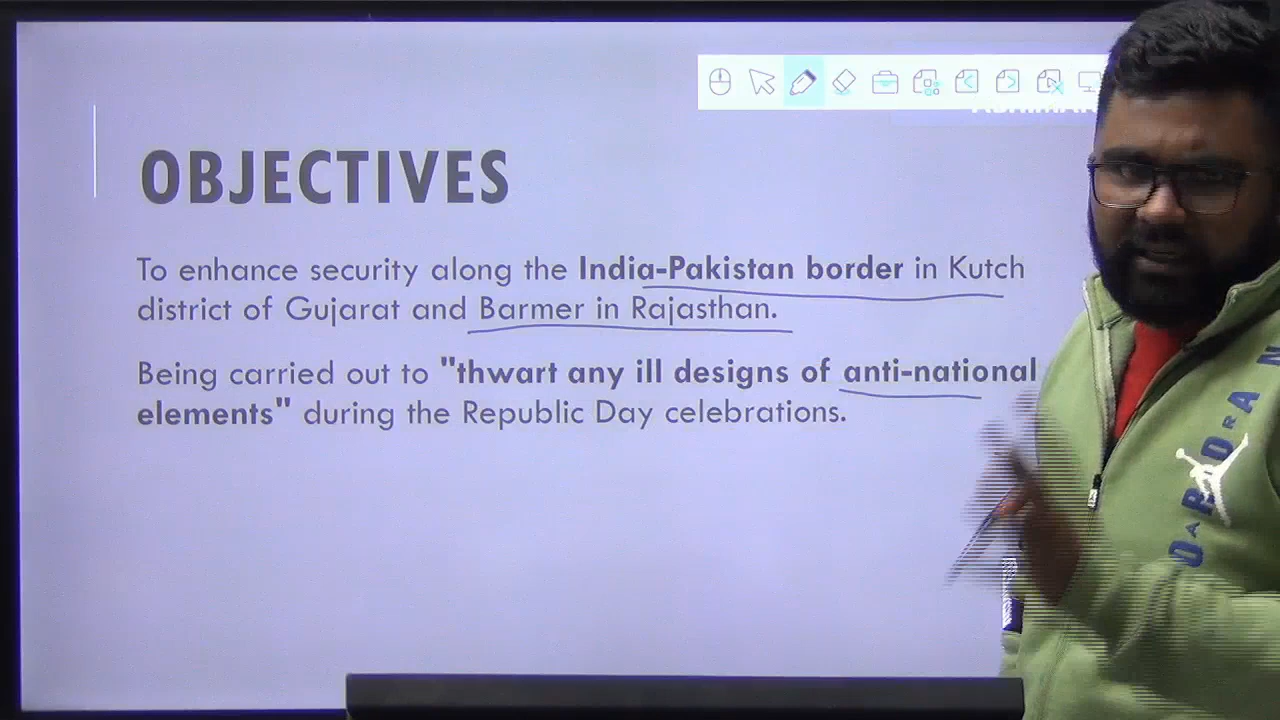 OBJECTIVES
To enhance security along the India-Pakistan border in Kutch
district of Gujarat and Barmer in Rajasthan.
Being carried out to "thwart any ill designs of anti-national
elements" during the Republic Day celebrations.
JORDAN